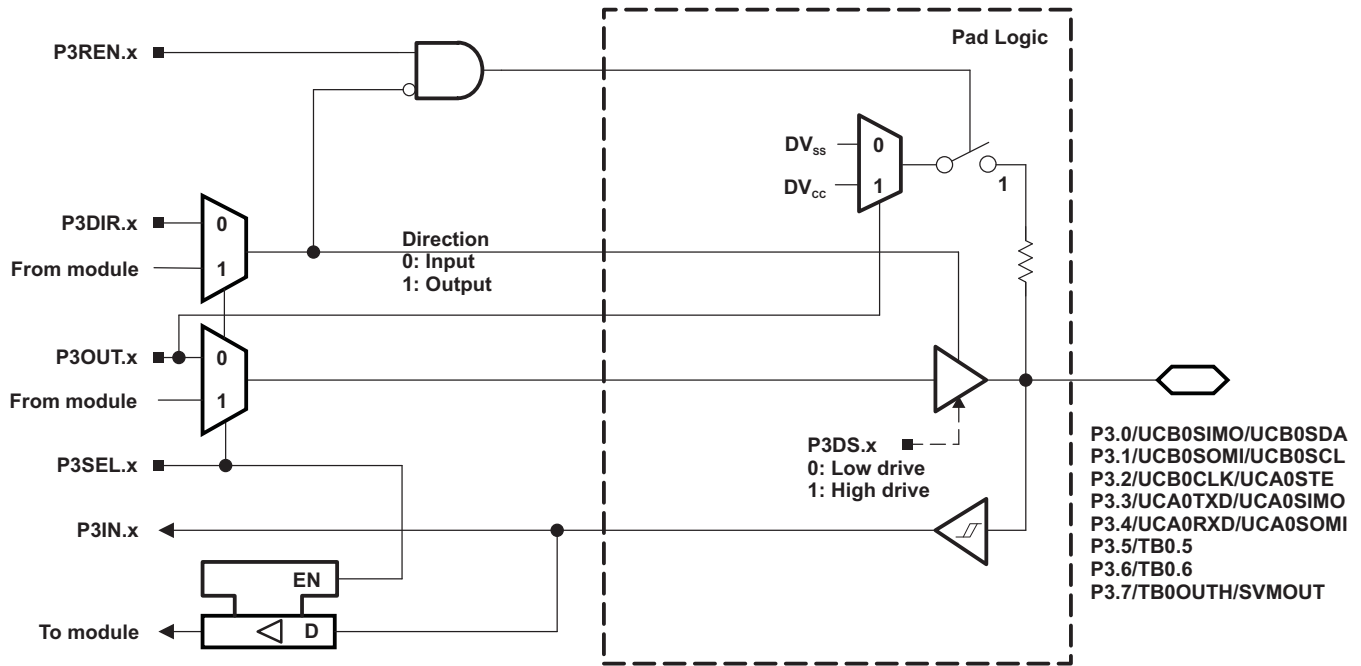 Pad Logic
P3REN.x
DVSS
0
DVCC
1
1
P3DIR.x
0
From module
1
Direction
0: Input
1: Output
P3OUT.x
0
From module
1
P3DS.x
0: Low drive
1: High drive
P3SEL.x
P3IN.x
EN
To module
D
P3.0/UCB0SIMO/UCB0SDA
P3.1/UCB0SOMI/UCB0SCL
P3.2/UCB0CLK/UCA0STE
P3.3/UCA0TXD/UCA0SIMO
P3.4/UCA0RXD/UCA0SOMI
P3.5/TB0.5
P3.6/TB0.6
P3.7/TB0OUTH/SVMOUT